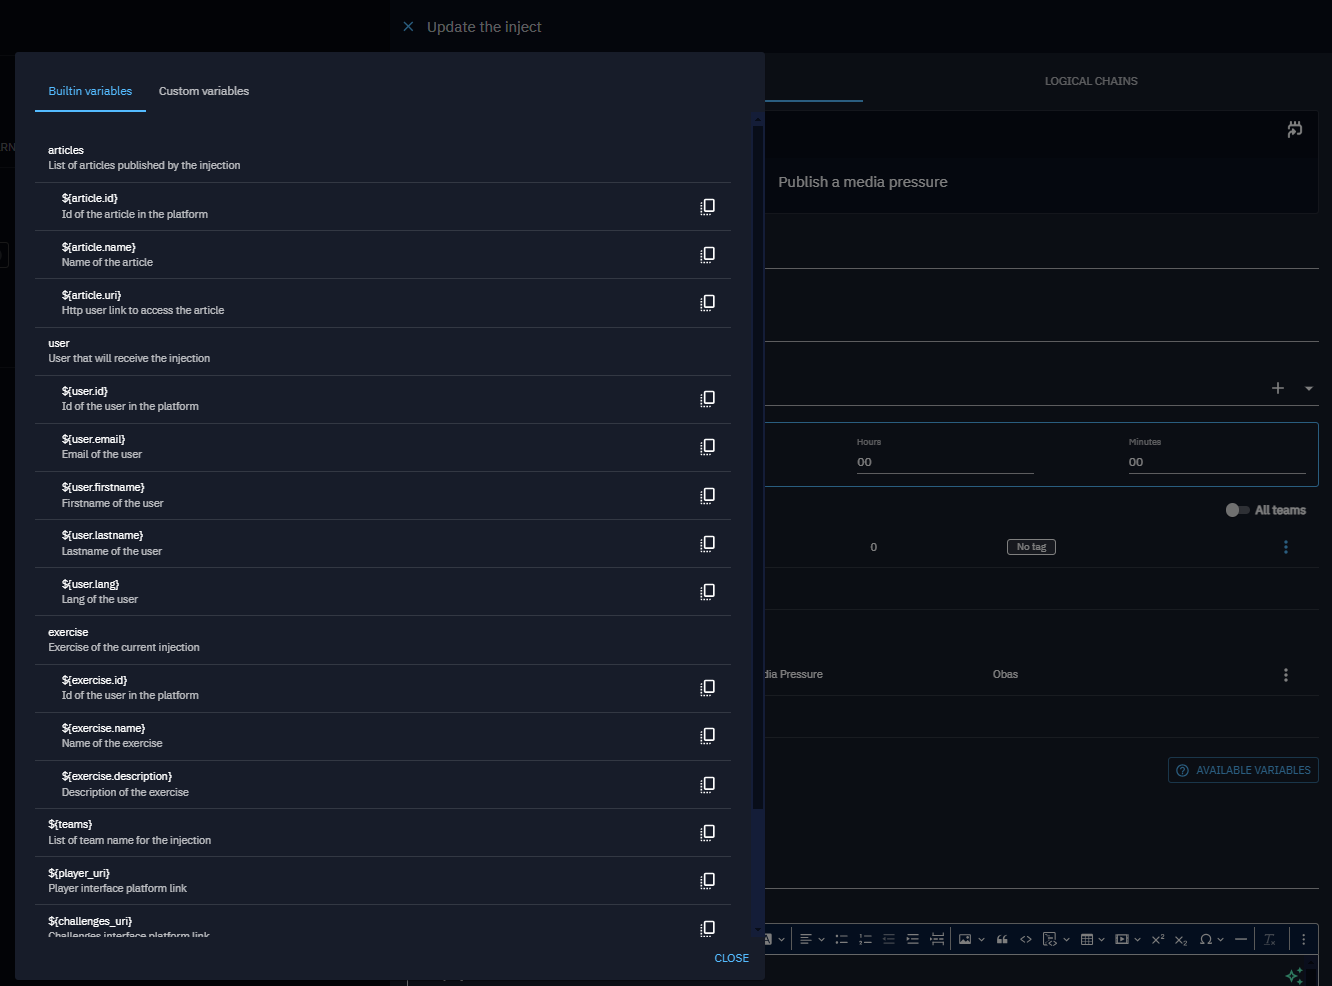 Update the inject
Builtin variables
Custom variables
LOGICAL CHAINS
articles
List of articles published by the injection
${article.id}
Id of the article in the platform
${article.name}
Name of the article
${article.uri}
Http user link to access the article
user
User that will receive the injection
${user.id}
Id of the user in the platform
${user.email}
Email of the user
${user.firstname}
Firstname of the user
${user.lastname}
Lastname of the user
${user.lang}
Lang of the user
exercise
Exercise of the current injection
${exercise.id}
Id of the user in the platform
${exercise.name}
Name of the exercise
${exercise.description}
Description of the exercise
${teams}
List of team name for the injection
${player_uri}
Player interface platform link
${challenges_uri}
Challenges interface platform link
CLOSE
Publish a media pressure
Hours
Minutes
00
00
All teams
0
No tag
dia Pressure
Obas
AVAILABLE VARIABLES